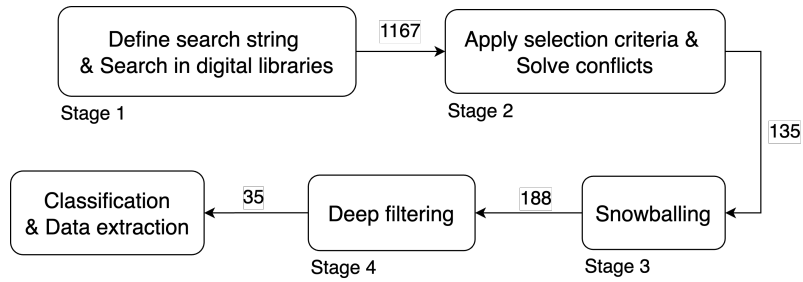 Define search string
& Search in digital libraries
Stage 1
1167
Apply selection criteria &
Solve conflicts
Stage 2
135
Snowballing
Stage 3
188
Deep filtering
Stage 4
35
Classification
& Data extraction